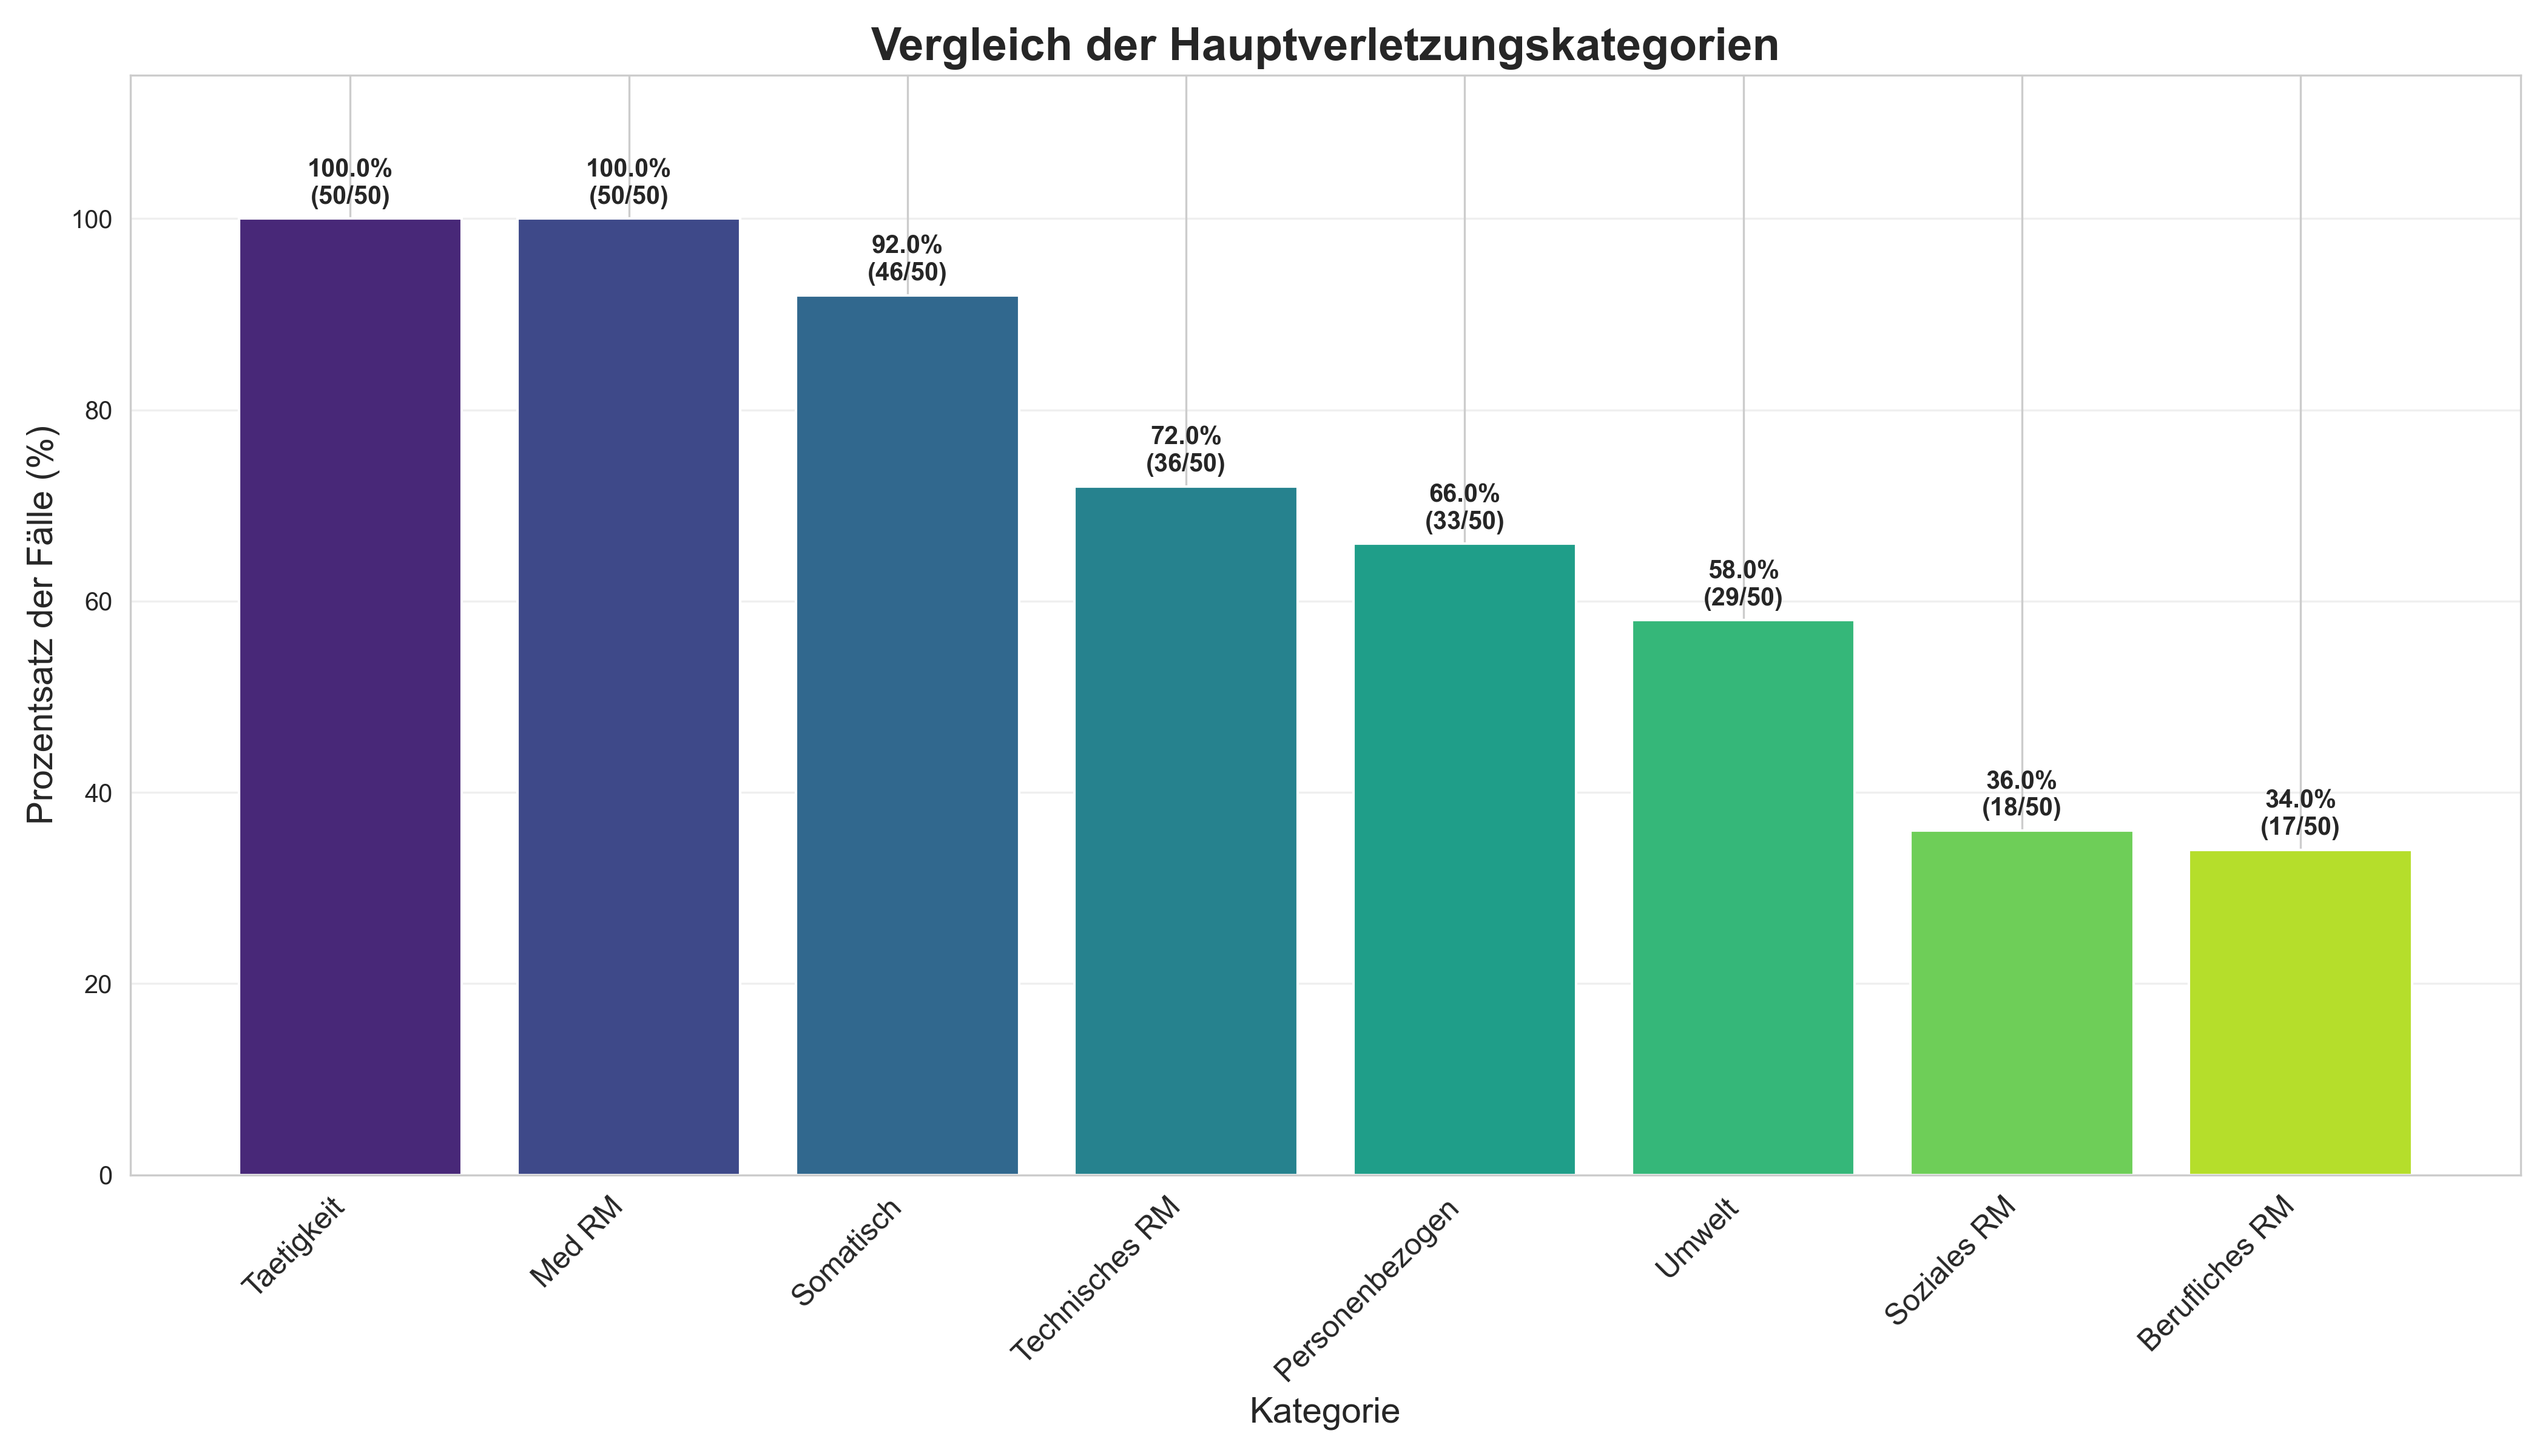 Vergleich der Hauptverletzungskategorien
Prozentsatz der Fälle (%)
100
80
60
40
20
0
100.0%
(50/50)
100.0%
(50/50)
92.0%
(46/50)
72.0%
(36/50)
66.0%
(33/50)
58.0%
(29/50)
36.0%
(18/50)
34.0%
(17/50)
Taetigkeit
Med RM
Somatisch
Technisches RM
Personenbezogen
Umwelt
Soziales RM
Berufliches RM
Kategorie